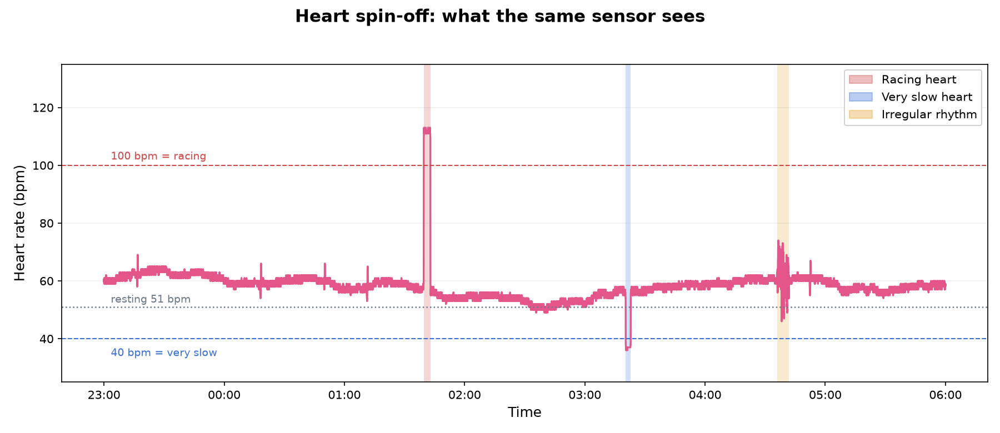 Heart spin-off: what the same sensor sees
Racing heart
Very slow heart
Irregular rhythm
120
100
80
60
40
100 bpm = racing
resting 51 bpm
40 bpm = very slow
Heart rate (bpm)
23:00 00:00 01:00 02:00 03:00 04:00 05:00 06:00
Time